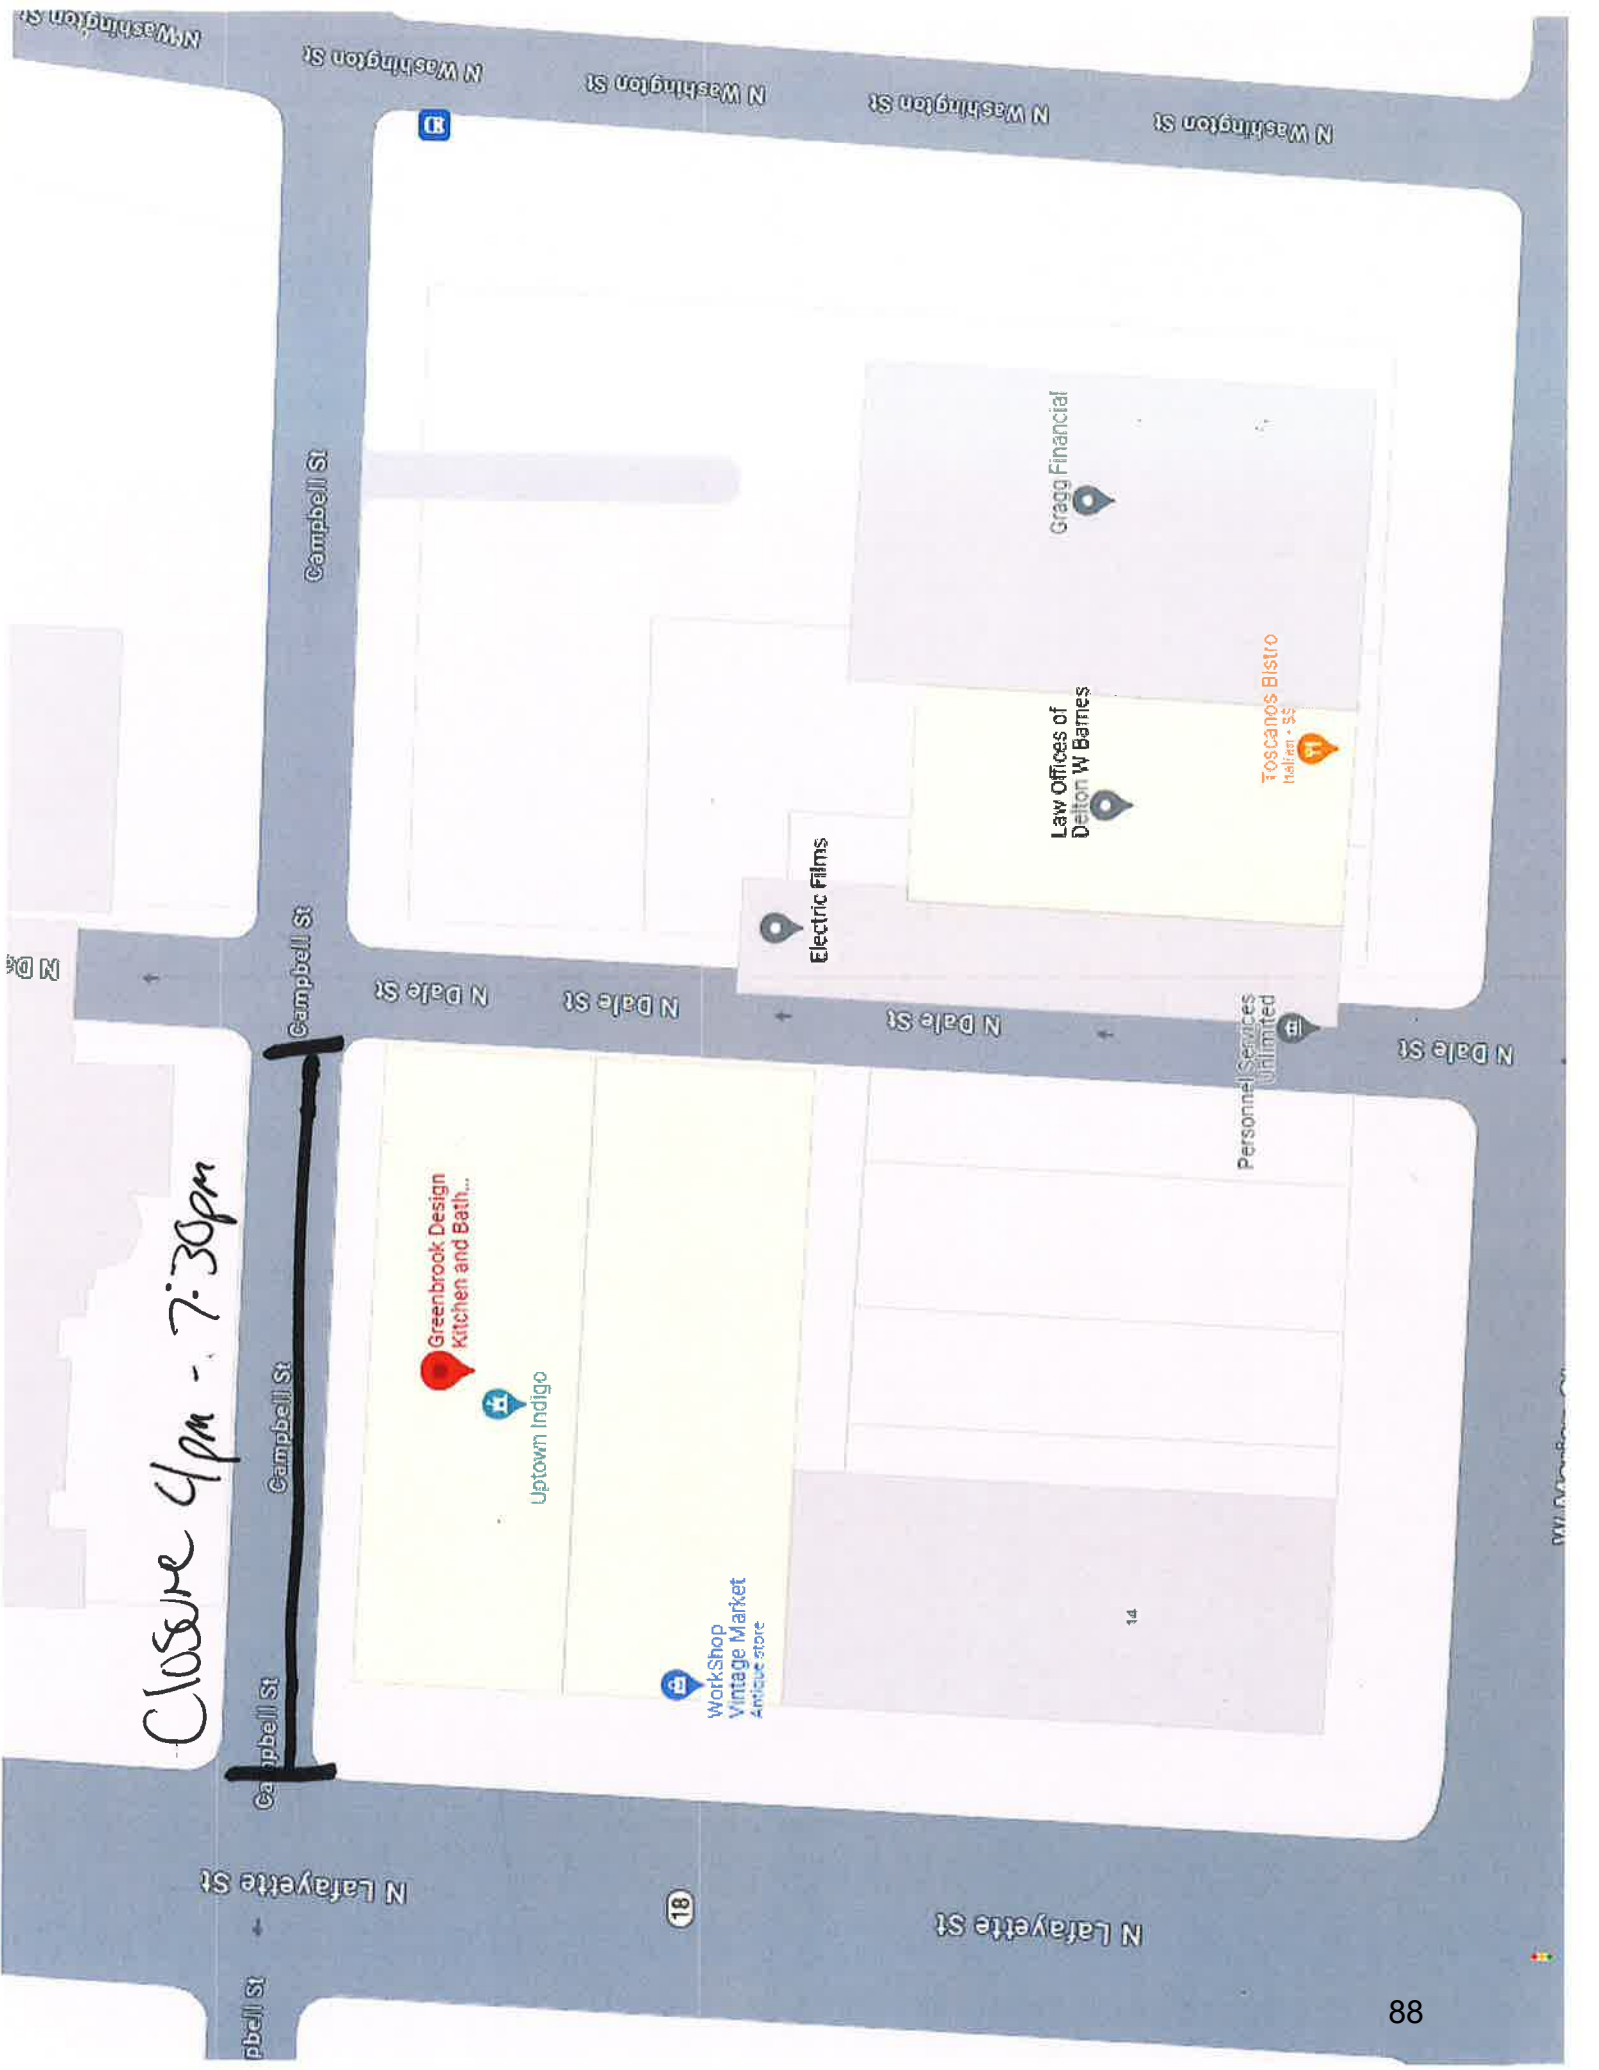 N Washington St
N Washington St
N Washington St
N Washington St
N Washington St
Campbell St
Campbell St
Campbell St
Campbell St
pbell St
Closure 4pm - 7:30pm
N Dale St
N Dale St
N Dale St
N Dale St
Gragg Financial
Law Offices of
Delton W Barnes
Toscanos Bistro
Italian • $$
Electric Films
Personnel Services
Unlimited
Greenbrook Design
Kitchen and Bath...
Uptown Indigo
WorkShop
Vintage Market
Antique store
14
N Lafayette St
N Lafayette St
18
88